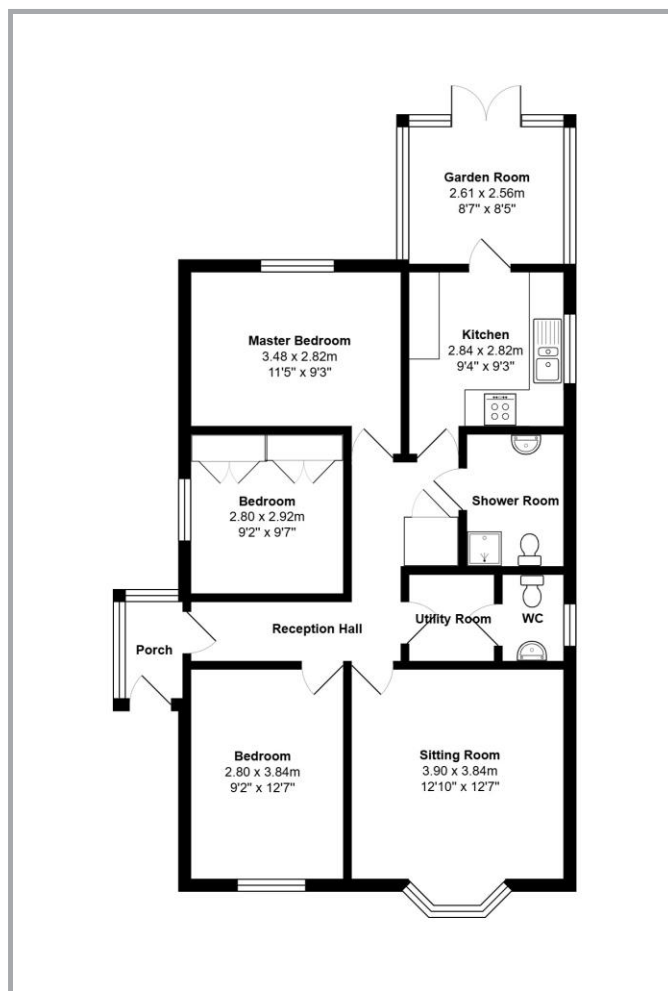 Garden Room
2.61 x 2.56m
8'7" x 8'5"
Master Bedroom
3.48 x 2.82m
11'5" x 9'3"
Kitchen
2.84 x 2.82m
9'4" x 9'3"
Bedroom
2.80 x 2.92m
9'2" x 9'7"
Shower Room
Reception Hall
Utility Room
WC
Porch
Bedroom
2.80 x 3.84m
9'2" x 12'7"
Sitting Room
3.90 x 3.84m
12'10" x 12'7"